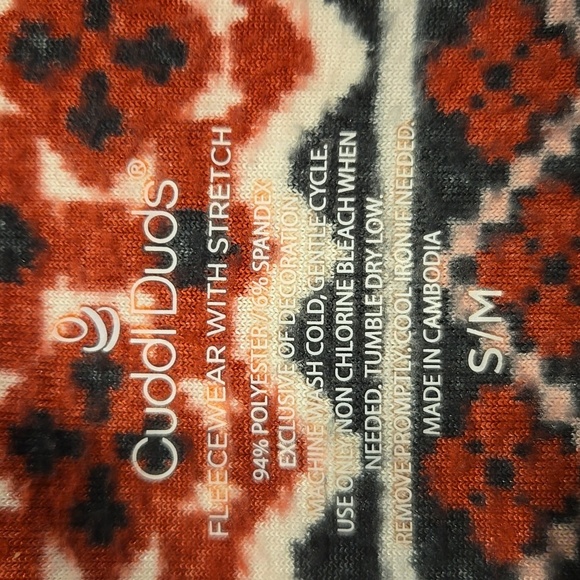 Cuddl Duds®
FLEECEWEAR WITH STRETCH
94% POLYESTER/6% SPANDEX
EXCLUSIVE OF DECORATION
MACHINE WASH COLD, GENTLE CYCLE.
USE ONLY NON CHLORINE BLEACH WHEN
NEEDED. TUMBLE DRY LOW.
REMOVE PROMPTLY. COOL IRON IF NEEDED.
MADE IN CAMBODIA
S/M